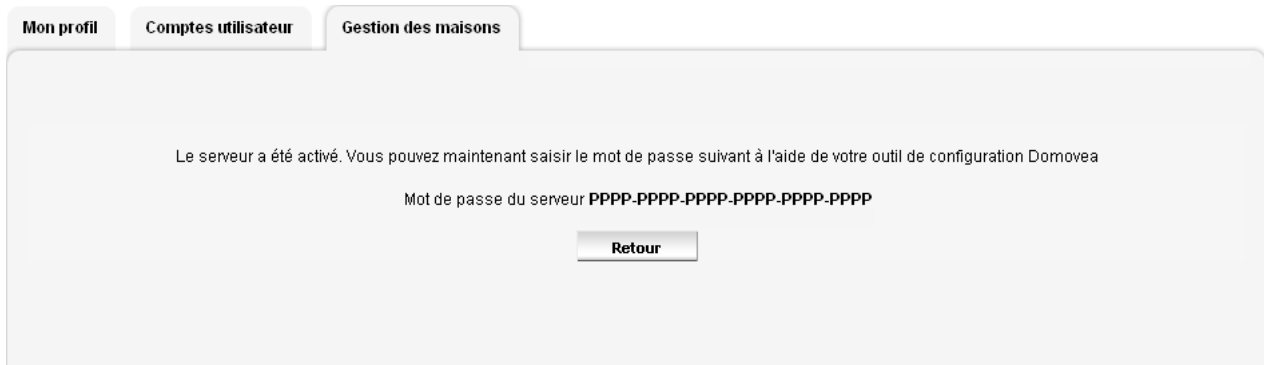 Mon profil Comptes utilisateur Gestion des maisons
Le serveur a été activé. Vous pouvez maintenant saisir le mot de passe suivant à l'aide de votre outil de configuration Domovea
Mot de passe du serveur PPPP-PPPP-PPPP-PPPP-PPPP-PPPP
Retour